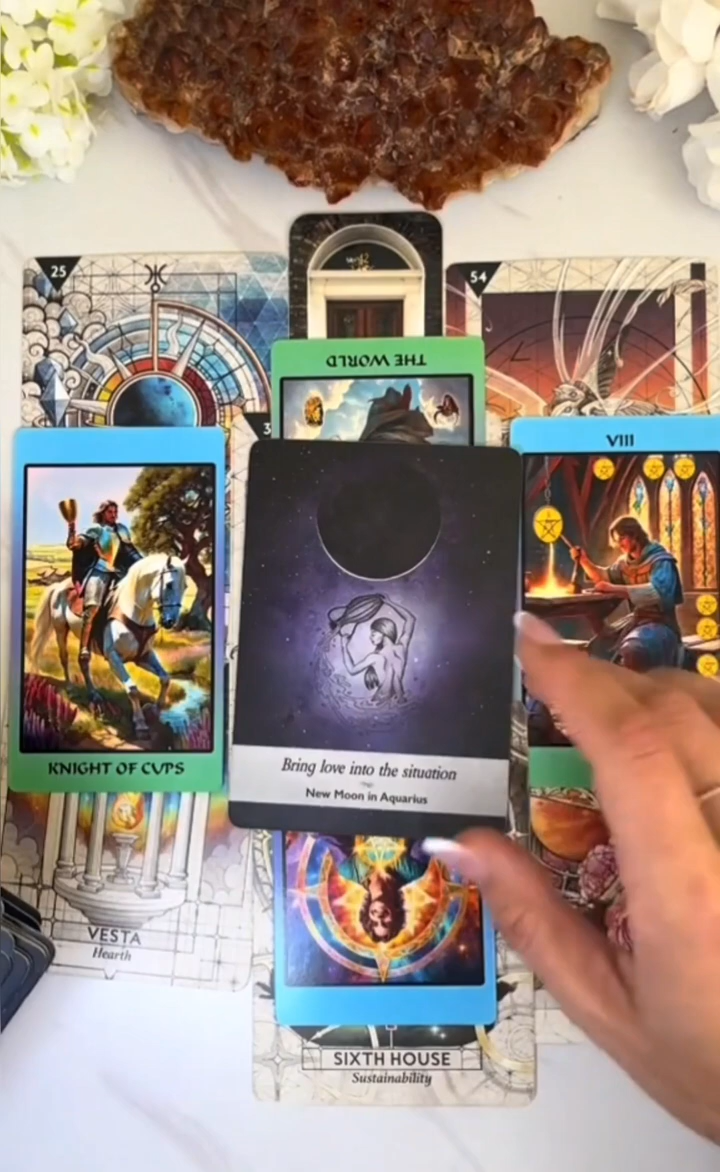 25
54
THE WORLD
3
VIII
KNIGHT OF CUPS
Bring love into the situation
New Moon in Aquarius
VESTA
Hearth
SIXTH HOUSE
Sustainability